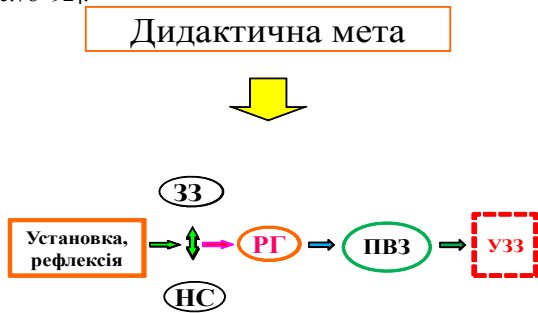 Дидактична мета
ЗЗ
Установка,
рефлексія
РГ
ПВЗ
УЗЗ
НС